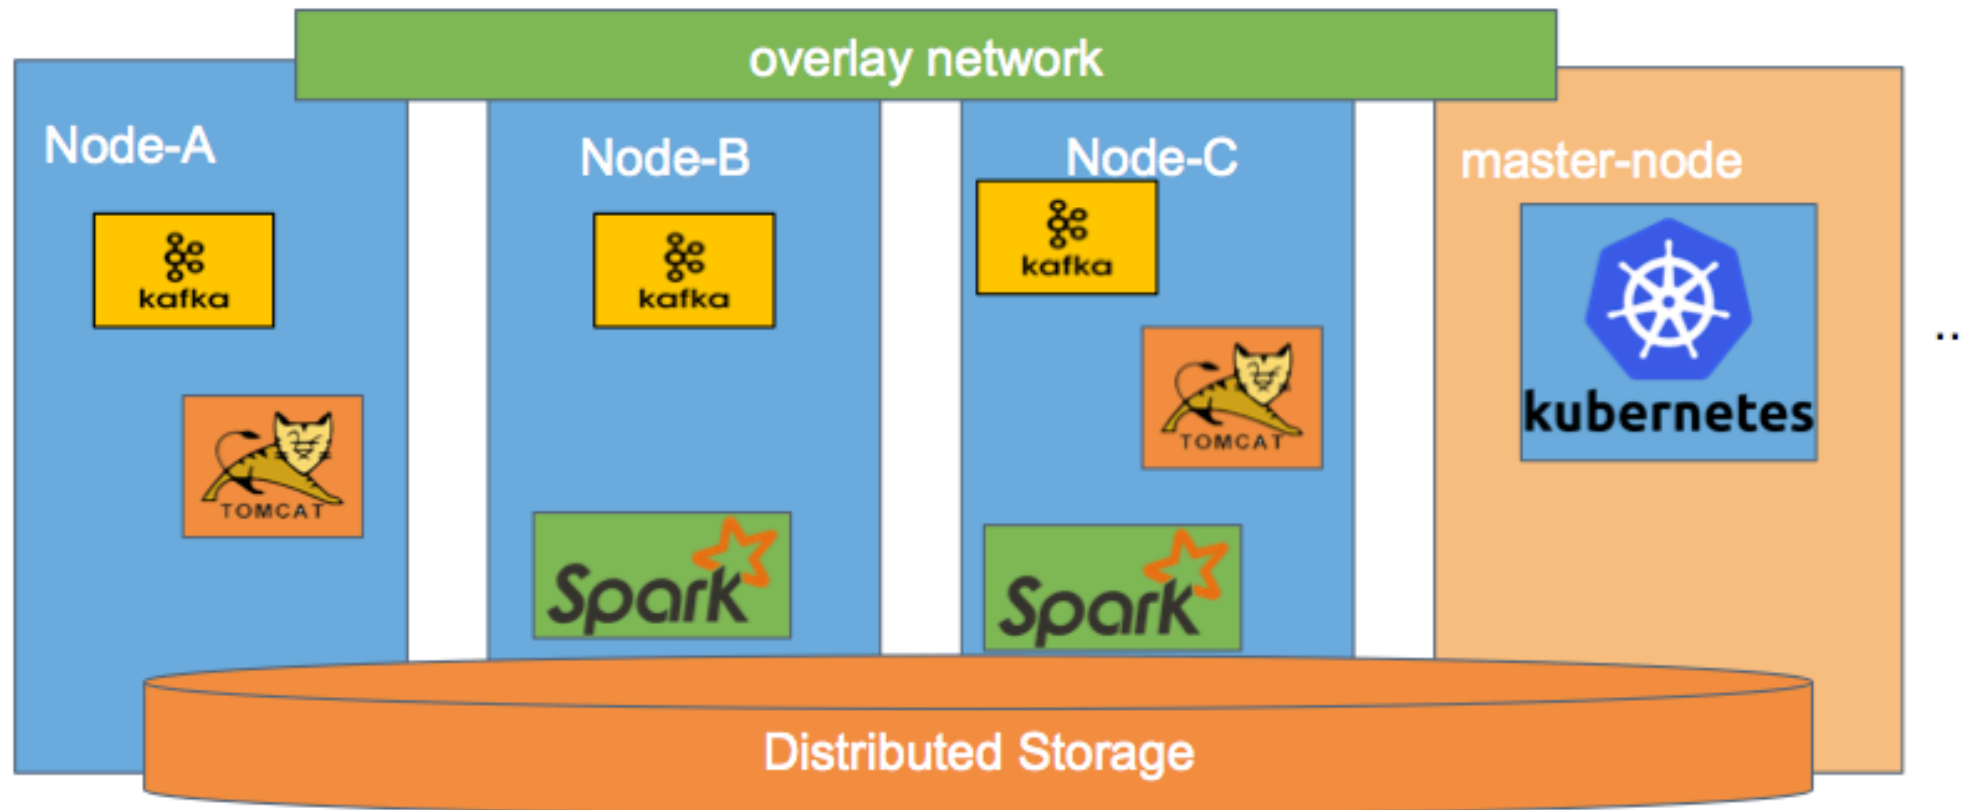 overlay network
Node-A
Node-B
Node-C
master-node
kafka
kafka
kafka
kubernetes
TOMCAT
TOMCAT
Spark
Spark
..
Distributed Storage